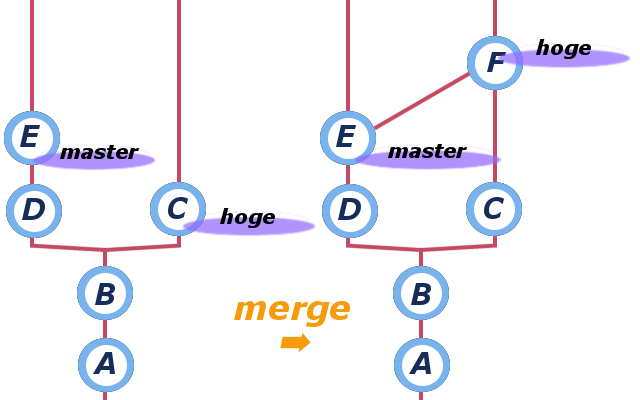 F hoge
E master E master
D C hoge D C
B B
merge
A A